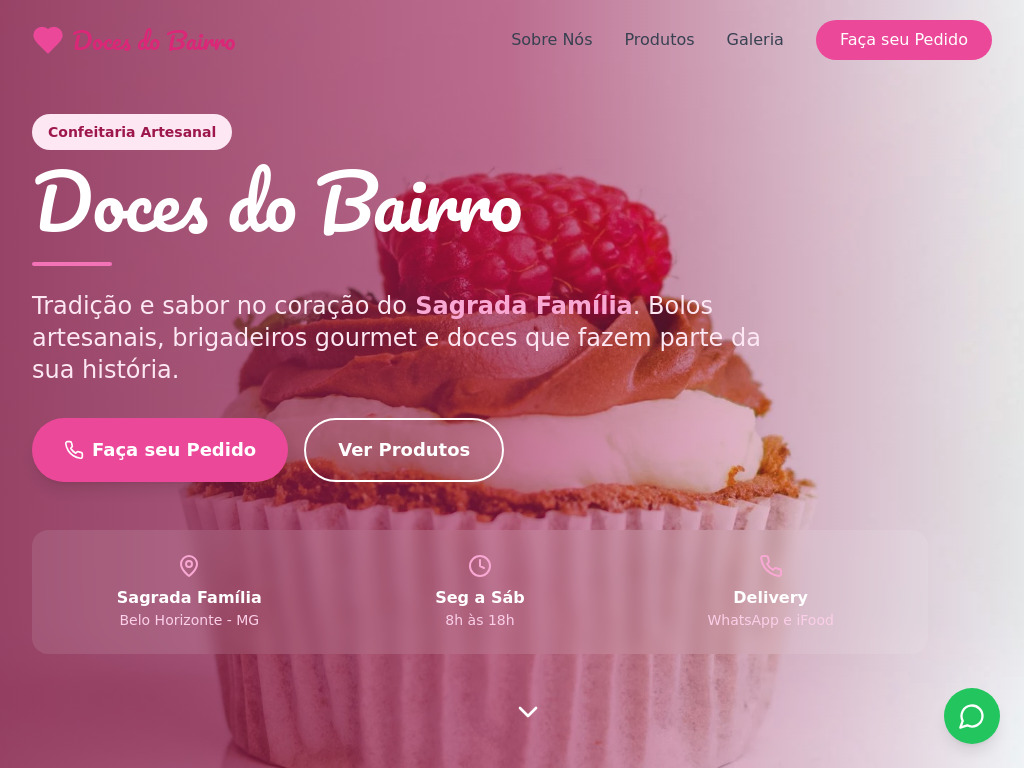 Doces do Bairro
Sobre Nós
Produtos
Galeria
Faça seu Pedido
Confeitaria Artesanal
Doces do Bairro
Tradição e sabor no coração do Sagrada Família. Bolos
artesanais, brigadeiros gourmet e doces que fazem parte da
sua história.
Faça seu Pedido
Ver Produtos
Sagrada Família
Belo Horizonte - MG
Seg a Sáb
8h às 18h
Delivery
WhatsApp e iFood